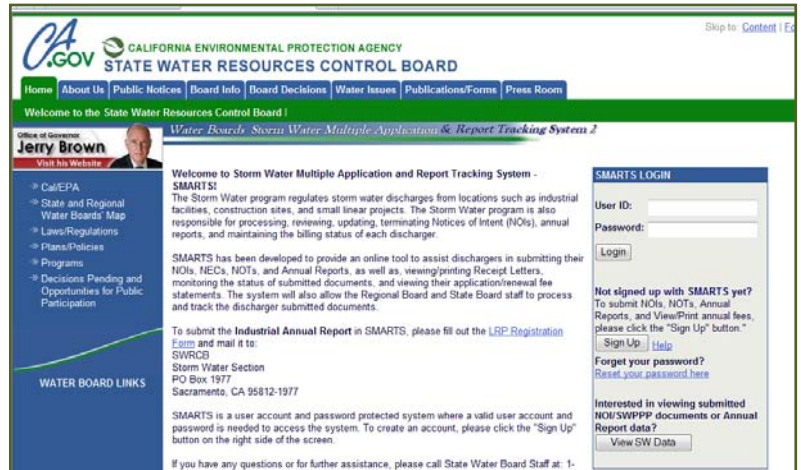 Skip to: Content |
CA
.GOV
CALIFORNIA ENVIRONMENTAL PROTECTION AGENCY
STATE WATER RESOURCES CONTROL BOARD
Home About Us Public Notices Board Info Board Decisions Water Issues Publications/Forms Press Room
Welcome to the State Water Resources Control Board |
Office of Governor
Jerry Brown
Visit his Website
Cal/EPA
State and Regional
Water Boards' Map
Laws/Regulations
Plans/Policies
Programs
Decisions Pending and
Opportunities for Public
Participation
WATER BOARD LINKS
Water Boards Storm Water Multiple Application & Report Tracking System 2
Welcome to Storm Water Multiple Application and Report Tracking System -
SMARTS!
The Storm Water program regulates storm water discharges from locations such as industrial
facilities, construction sites, and small linear projects. The Storm Water program is also
responsible for processing, reviewing, updating, terminating Notices of Intent (NOIs), annual
reports, and maintaining the billing status of each discharger.
SMARTS has been developed to provide an online tool to assist dischargers in submitting their
NOIs, NECs, NOTs, and Annual Reports, as well as, viewing/printing Receipt Letters,
monitoring the status of submitted documents, and viewing their application/renewal fee
statements. The system will also allow the Regional Board and State Board staff to process
and track the discharger submitted documents.
To submit the Industrial Annual Report in SMARTS, please fill out the LRP Registration
Form and mail it to:
SWRCB
Storm Water Section
PO Box 1977
Sacramento, CA 95812-1977
SMARTS is a user account and password protected system where a valid user account and
password is needed to access the system. To create an account, please click the "Sign Up"
button on the right side of the screen.
If you have any questions or for further assistance, please call State Water Board Staff at: 1-
SMARTS LOGIN
User ID:
Password:
Login
Not signed up with SMARTS yet?
To submit NOIs, NOTs, Annual
Reports, and View/Print annual fees,
please click the "Sign Up" button."
Sign Up Help
Forget your password?
Reset your password here
Interested in viewing submitted
NOI/SWPPP documents or Annual
Report data?
View SW Data